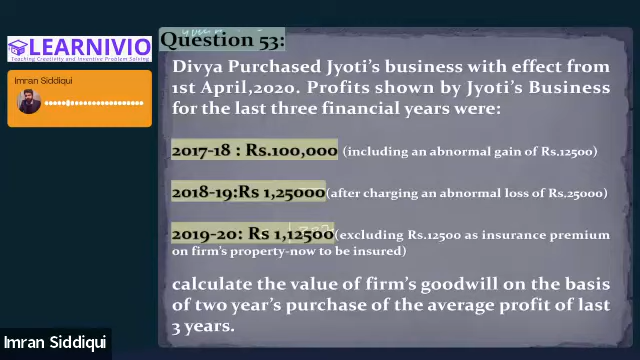 LEARNIVIO
Teaching Creativity and Inventive Problem Solving
Imran Siddiqui
Question 53:
Divya Purchased Jyoti's business with effect from
1st April,2020. Profits shown by Jyoti's Business
for the last three financial years were:
2017-18 : Rs.100,000 (including an abnormal gain of Rs.12500)
2018-19:Rs 1,25000(after charging an abnormal loss of Rs.25000)
2019-20: Rs 1,12500(excluding Rs.12500 as insurance premium
on firm's property-now to be insured)
calculate the value of firm's goodwill on the basis
of two year's purchase of the average profit of last
3 years.
Imran Siddiqui